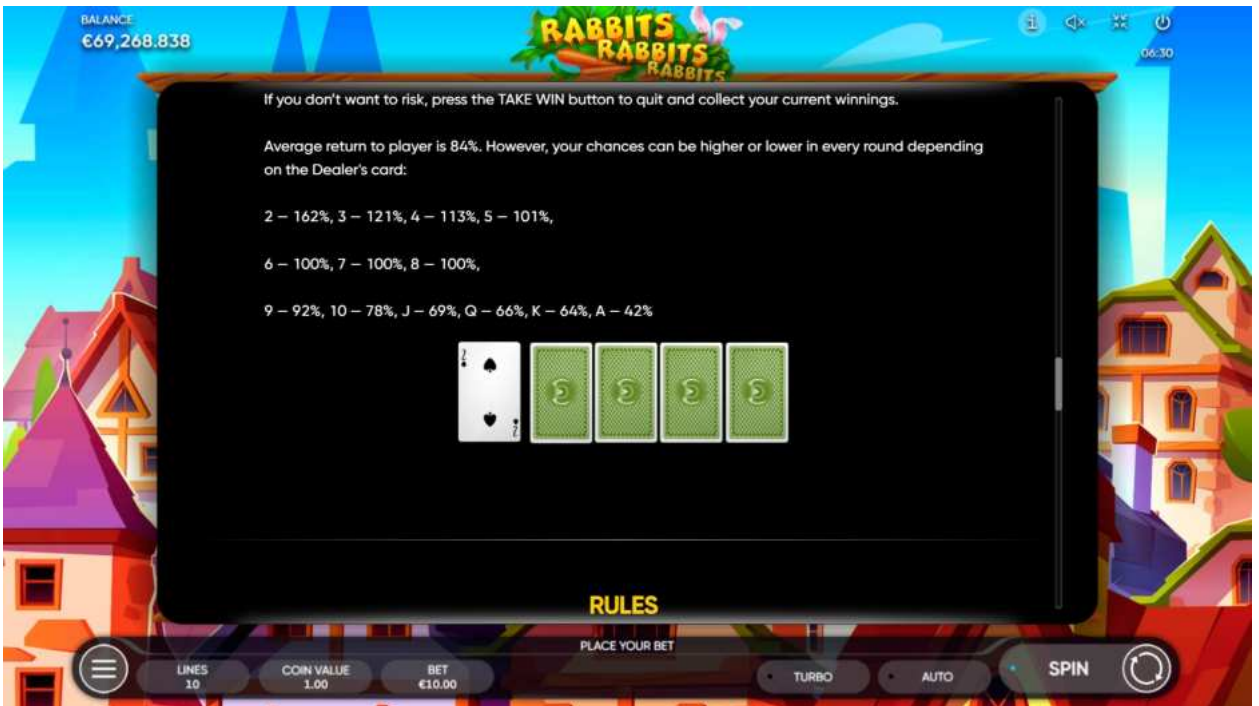 BALANCE
€69,268.838
RABBITS
RABBITS
RABBITS
06:30
If you don't want to risk, press the TAKE WIN button to quit and collect your current winnings.
Average return to player is 84%. However, your chances can be higher or lower in every round depending
on the Dealer's card:
2 – 162%, 3 – 121%, 4 – 113%, 5 – 101%,
6 – 100%, 7 – 100%, 8 – 100%,
9 – 92%, 10 – 78%, J – 69%, Q – 66%, K – 64%, A – 42%
2
2
RULES
PLACE YOUR BET
LINES
10
COIN VALUE
1.00
BET
€10.00
TURBO
AUTO
SPIN